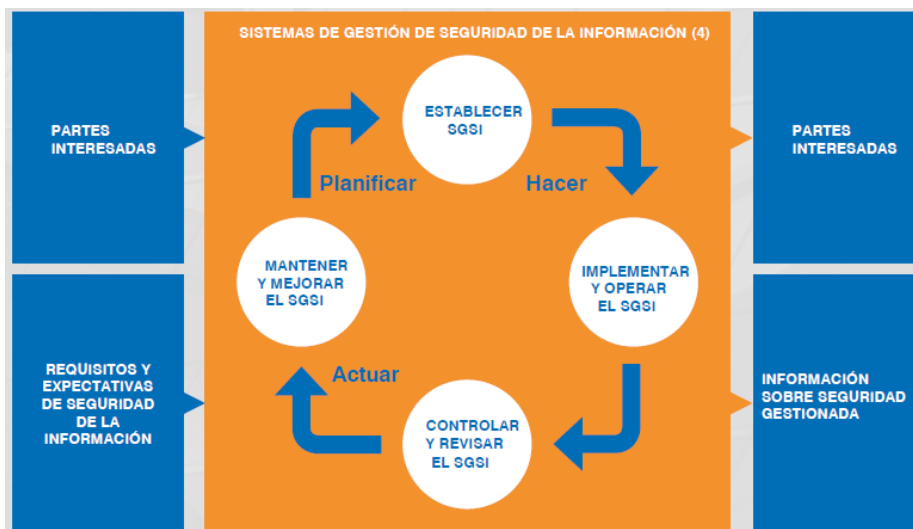 SISTEMAS DE GESTIÓN DE SEGURIDAD DE LA INFORMACIÓN (4)
PARTES
INTERESADAS
REQUISITOS Y
EXPECTATIVAS
DE SEGURIDAD
DE LA
INFORMACIÓN
ESTABLECER
SGSI
Planificar
Hacer
MANTENER
Y MEJORAR
EL SGSI
IMPLEMENTAR
Y OPERAR
EL SGSI
Actuar
CONTROLAR
Y REVISAR
EL SGSI
PARTES
INTERESADAS
INFORMACIÓN
SOBRE SEGURIDAD
GESTIONADA